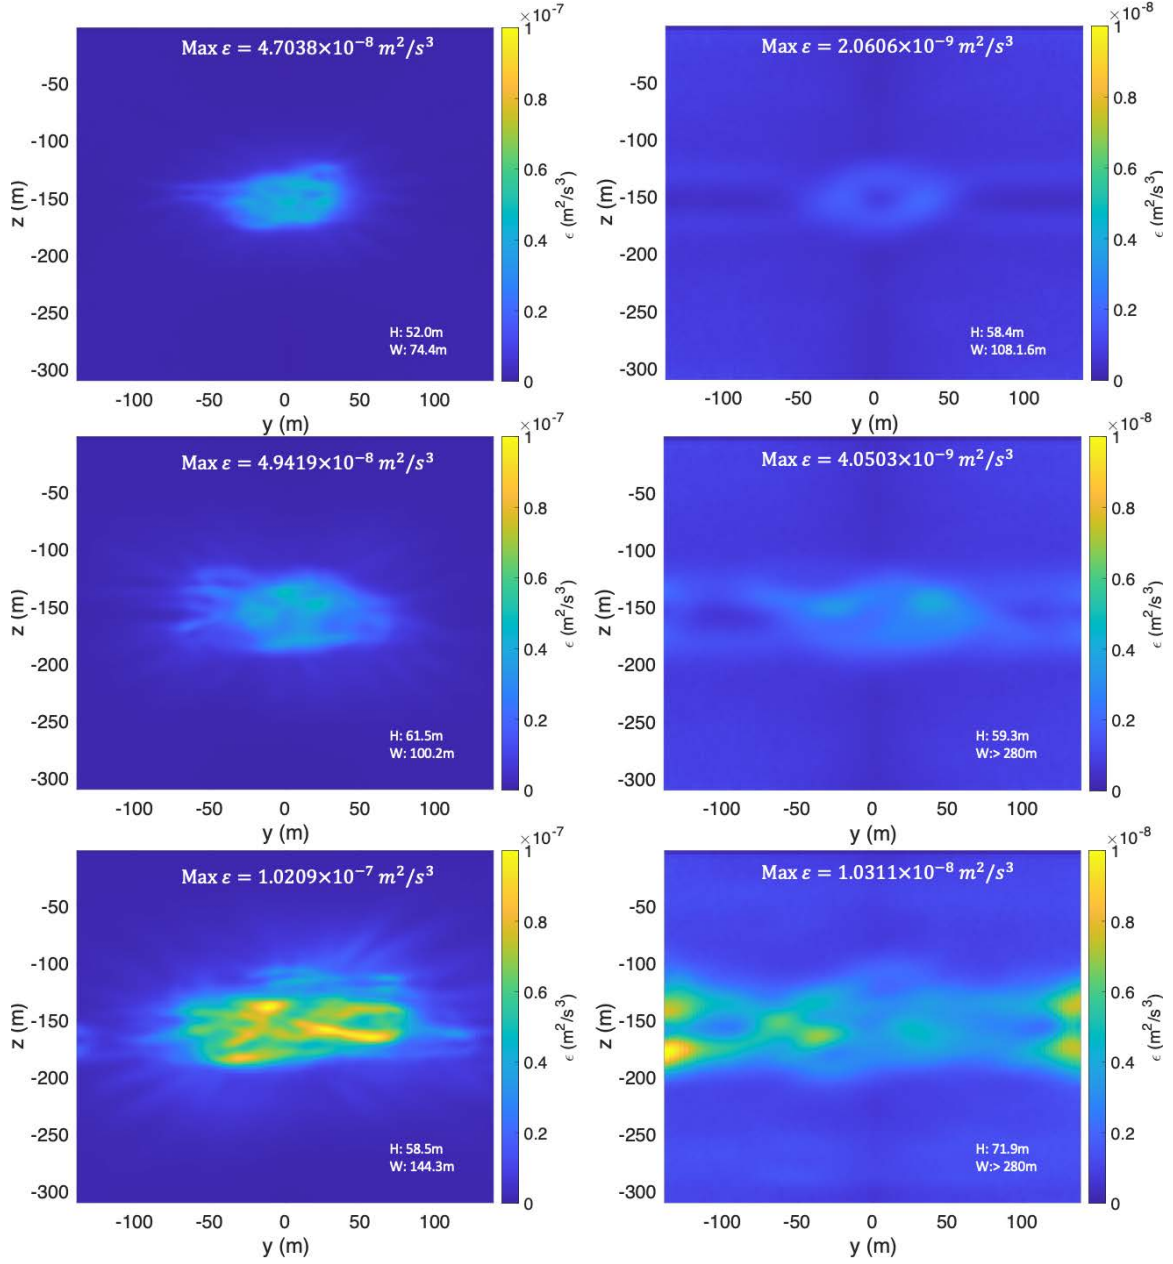 ×10⁻⁷
Max ε = 4.7038×10⁻⁸ m²/s³
1
0.8
0.6
0.4
0.2
0
ϵ (m²/s³)
-50
-100
-150
-200
-250
-300
z (m)
H: 52.0m
W: 74.4m
-100 -50 0 50 100
y (m)
×10⁻⁸
Max ε = 2.0606×10⁻⁹ m²/s³
1
0.8
0.6
0.4
0.2
0
ϵ (m²/s³)
-50
-100
-150
-200
-250
-300
z (m)
H: 58.4m
W: 108.1.6m
-100 -50 0 50 100
y (m)
×10⁻⁷
Max ε = 4.9419×10⁻⁸ m²/s³
1
0.8
0.6
0.4
0.2
0
ϵ (m²/s³)
-50
-100
-150
-200
-250
-300
z (m)
H: 61.5m
W: 100.2m
-100 -50 0 50 100
y (m)
×10⁻⁸
Max ε = 4.0503×10⁻⁹ m²/s³
1
0.8
0.6
0.4
0.2
0
ϵ (m²/s³)
-50
-100
-150
-200
-250
-300
z (m)
H: 59.3m
W:> 280m
-100 -50 0 50 100
y (m)
×10⁻⁷
Max ε = 1.0209×10⁻⁷ m²/s³
1
0.8
0.6
0.4
0.2
0
ϵ (m²/s³)
-50
-100
-150
-200
-250
-300
z (m)
H: 58.5m
W: 144.3m
-100 -50 0 50 100
y (m)
×10⁻⁸
Max ε = 1.0311×10⁻⁸ m²/s³
1
0.8
0.6
0.4
0.2
0
ϵ (m²/s³)
-50
-100
-150
-200
-250
-300
z (m)
H: 71.9m
W:> 280m
-100 -50 0 50 100
y (m)